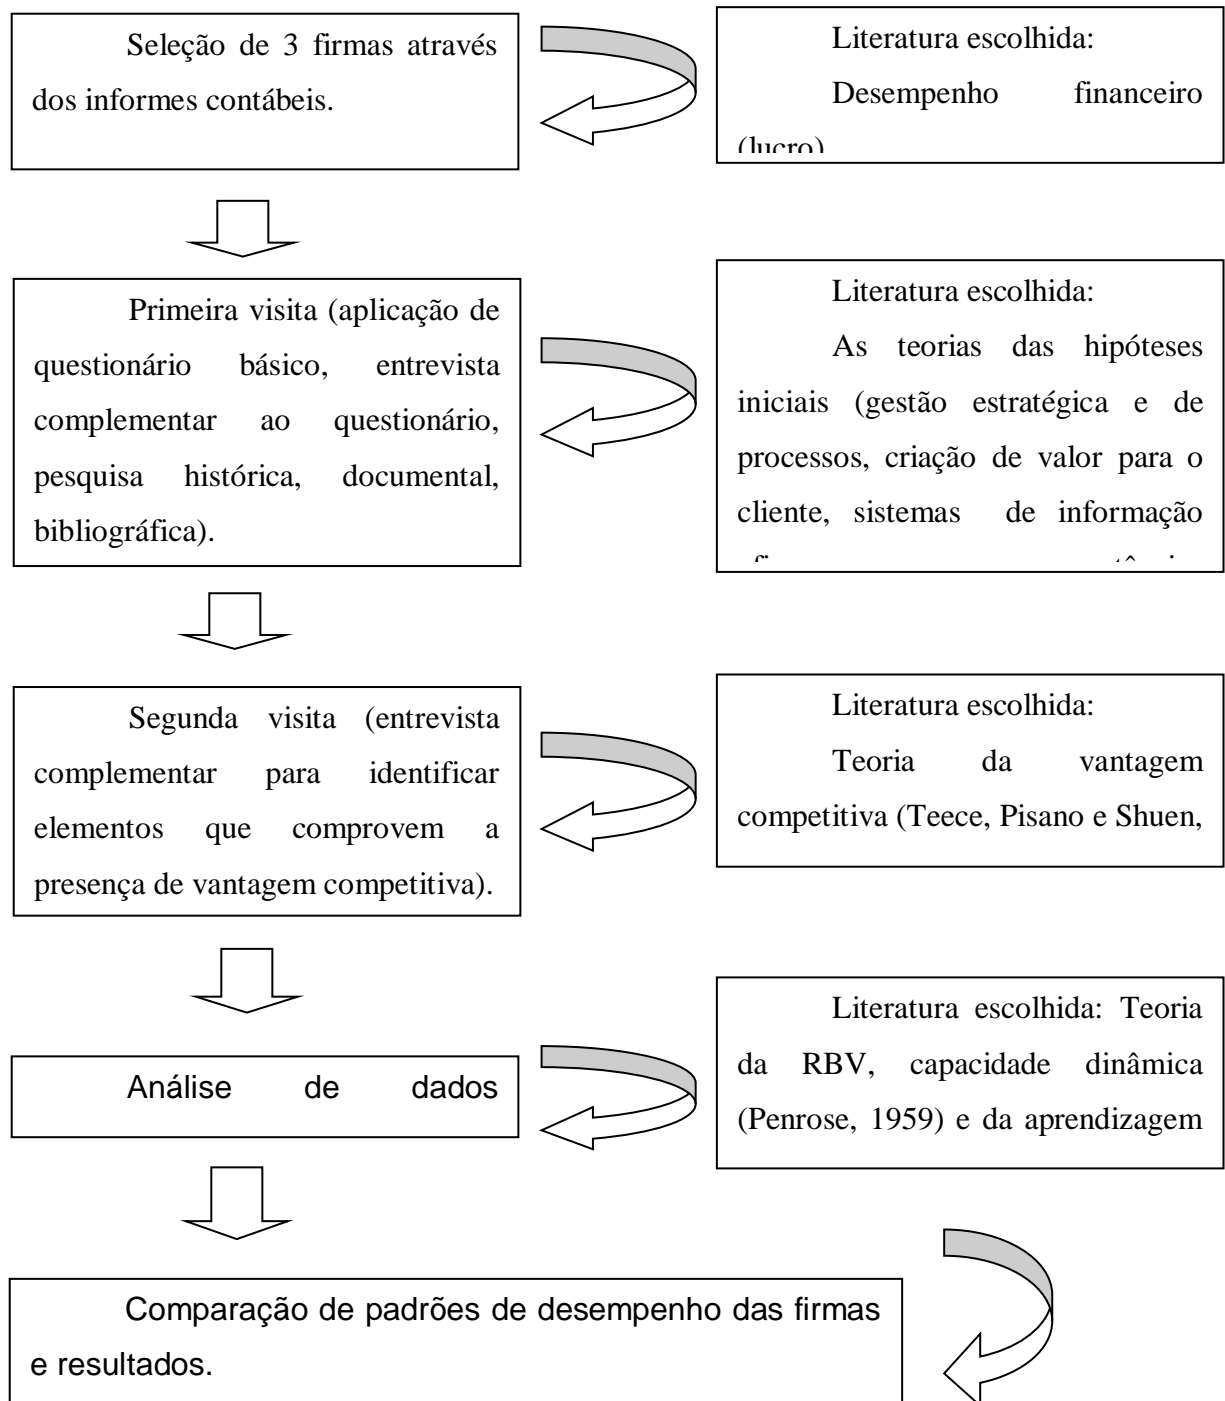 Seleção de 3 firmas através
dos informes contábeis.
Literatura escolhida:
Desempenho financeiro
(lucro)
Primeira visita (aplicação de
questionário básico, entrevista
complementar ao questionário,
pesquisa histórica, documental,
bibliográfica).
Literatura escolhida:
As teorias das hipóteses
iniciais (gestão estratégica e de
processos, criação de valor para o
cliente, sistemas de informação
Segunda visita (entrevista
complementar para identificar
elementos que comprovem a
presença de vantagem competitiva).
Literatura escolhida:
Teoria da vantagem
competitiva (Teece, Pisano e Shuen,
Análise de dados
Literatura escolhida: Teoria
da RBV, capacidade dinâmica
(Penrose, 1959) e da aprendizagem
Comparação de padrões de desempenho das firmas
e resultados.